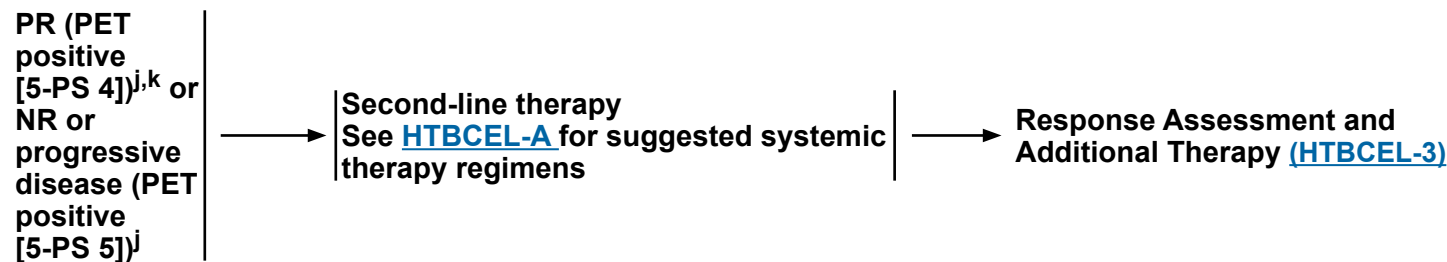 PR (PET
positive
[5-PS 4])j,k or
NR or
progressive
disease (PET
positive
[5-PS 5])j
Second-line therapy
See HTBCEL-A for suggested systemic
therapy regimens
Response Assessment and
Additional Therapy (HTBCEL-3)